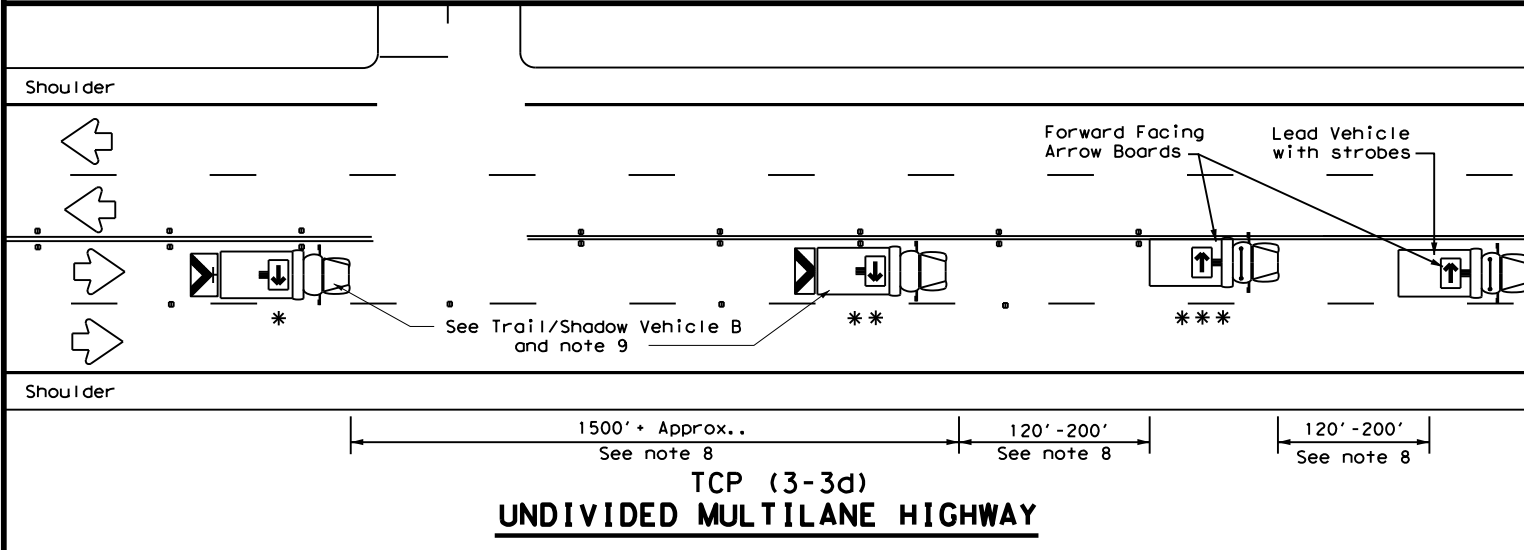 Shoulder
Forward Facing
Arrow Boards
Lead Vehicle
with strobes
*
**
***
See Trail/Shadow Vehicle B
and note 9
Shoulder
1500'+ Approx..
See note 8
120'-200'
See note 8
120'-200'
See note 8
TCP (3-3d)
UNDIVIDED MULTILANE HIGHWAY